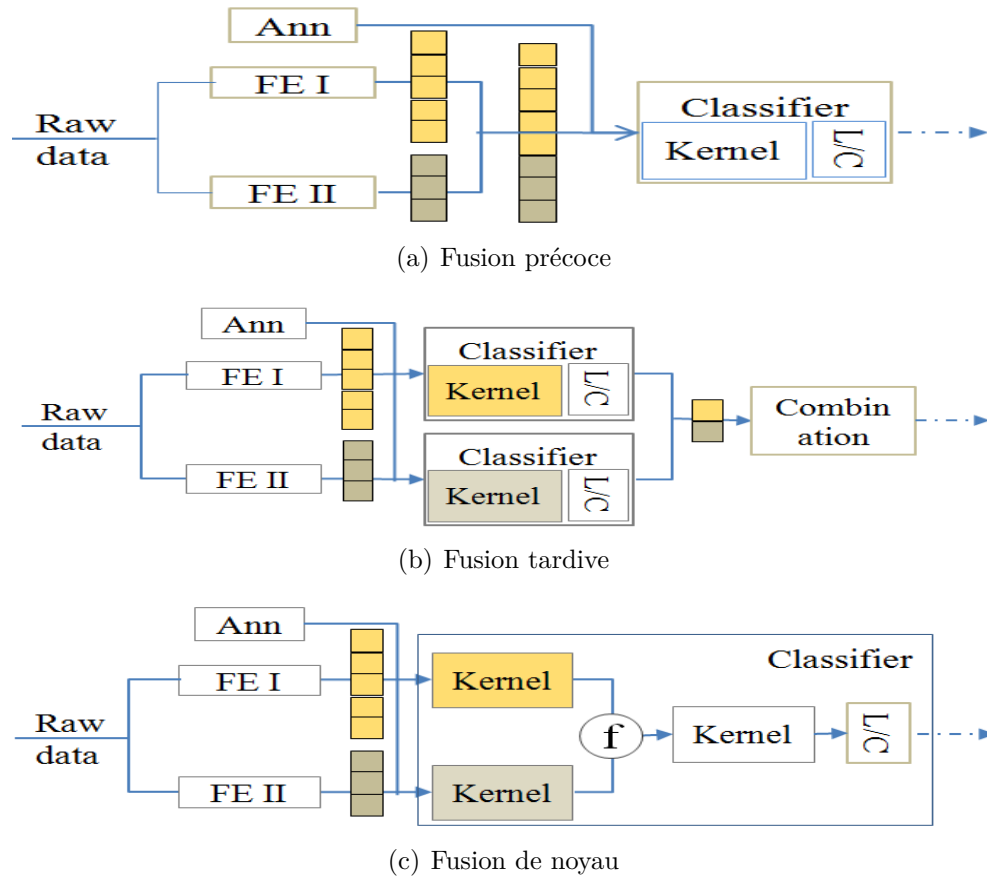 Ann
FE I
Raw
data
FE II
Classifier
Kernel
L/C
(a) Fusion précoce
Ann
FE I
Raw
data
FE II
Classifier
Kernel
L/C
Classifier
Kernel
L/C
Combin
ation
(b) Fusion tardive
Ann
FE I
Raw
data
FE II
Classifier
Kernel
Kernel
f
Kernel
L/C
(c) Fusion de noyau